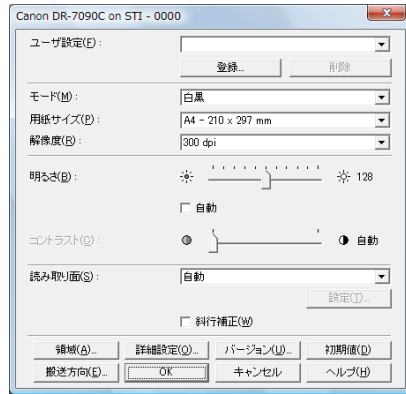 Canon DR-7090C on STI - 0000
ユーザ設定(F) :
登録... 削除
モード(M) : 白黒
用紙サイズ(P) : A4 - 210 x 297 mm
解像度(R) : 300 dpi
明るさ(B) : 128
自動
コントラスト(C) : 自動
読み取り面(S) : 自動
設定(T)...
斜行補正(W)
領域(A)... 詳細設定(O)... バージョン(U)... 初期値(D)
搬送方向(E)... OK キャンセル ヘルプ(H)